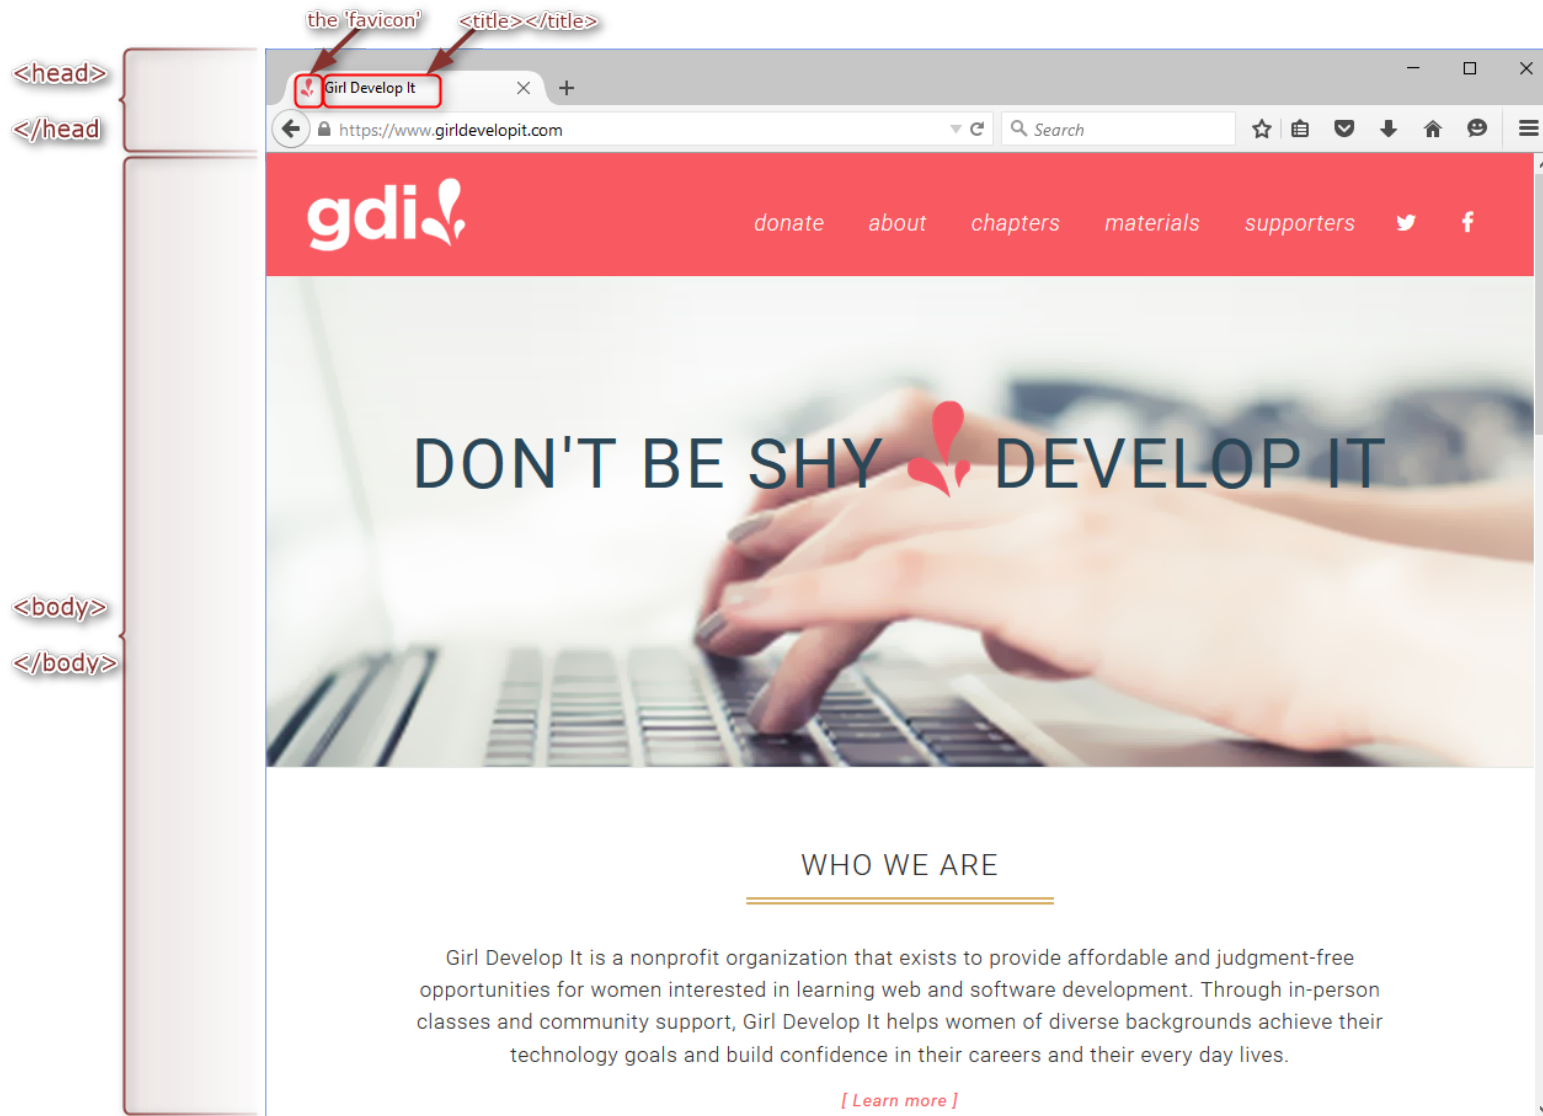 the 'favicon' <title></title>
<head>
</head
Girl Develop It
https://www.girldevelopit.com Search
gdi donate about chapters materials supporters
DON'T BE SHY DEVELOP IT
<body>
</body>
WHO WE ARE
Girl Develop It is a nonprofit organization that exists to provide affordable and judgment-free
opportunities for women interested in learning web and software development. Through in-person
classes and community support, Girl Develop It helps women of diverse backgrounds achieve their
technology goals and build confidence in their careers and their every day lives.
[ Learn more ]